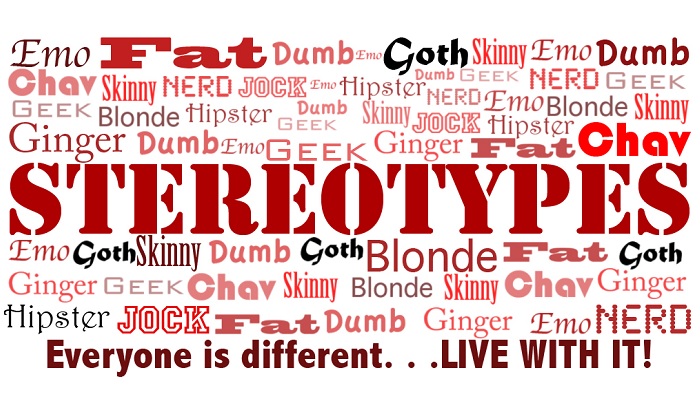 Emo Fat Dumb Emo Goth Skinny Emo Dumb
Chav Skinny NERD JOCK Emo Hipster Dumb GEEK NERD GEEK
GEEK Blonde Hipster Dumb GEEK Skinny JOCK NERD Emo Blonde Skinny
Ginger Dumb Emo GEEK Ginger Fat Hipster Chav
STEREOTYPES
Emo Goth Skinny Dumb Goth Blonde Fat Goth
Ginger GEEK Chav Skinny Blonde Skinny Chav Ginger
Hipster JOCK Fat Dumb Ginger Emo NERD
Everyone is different. . .LIVE WITH IT!